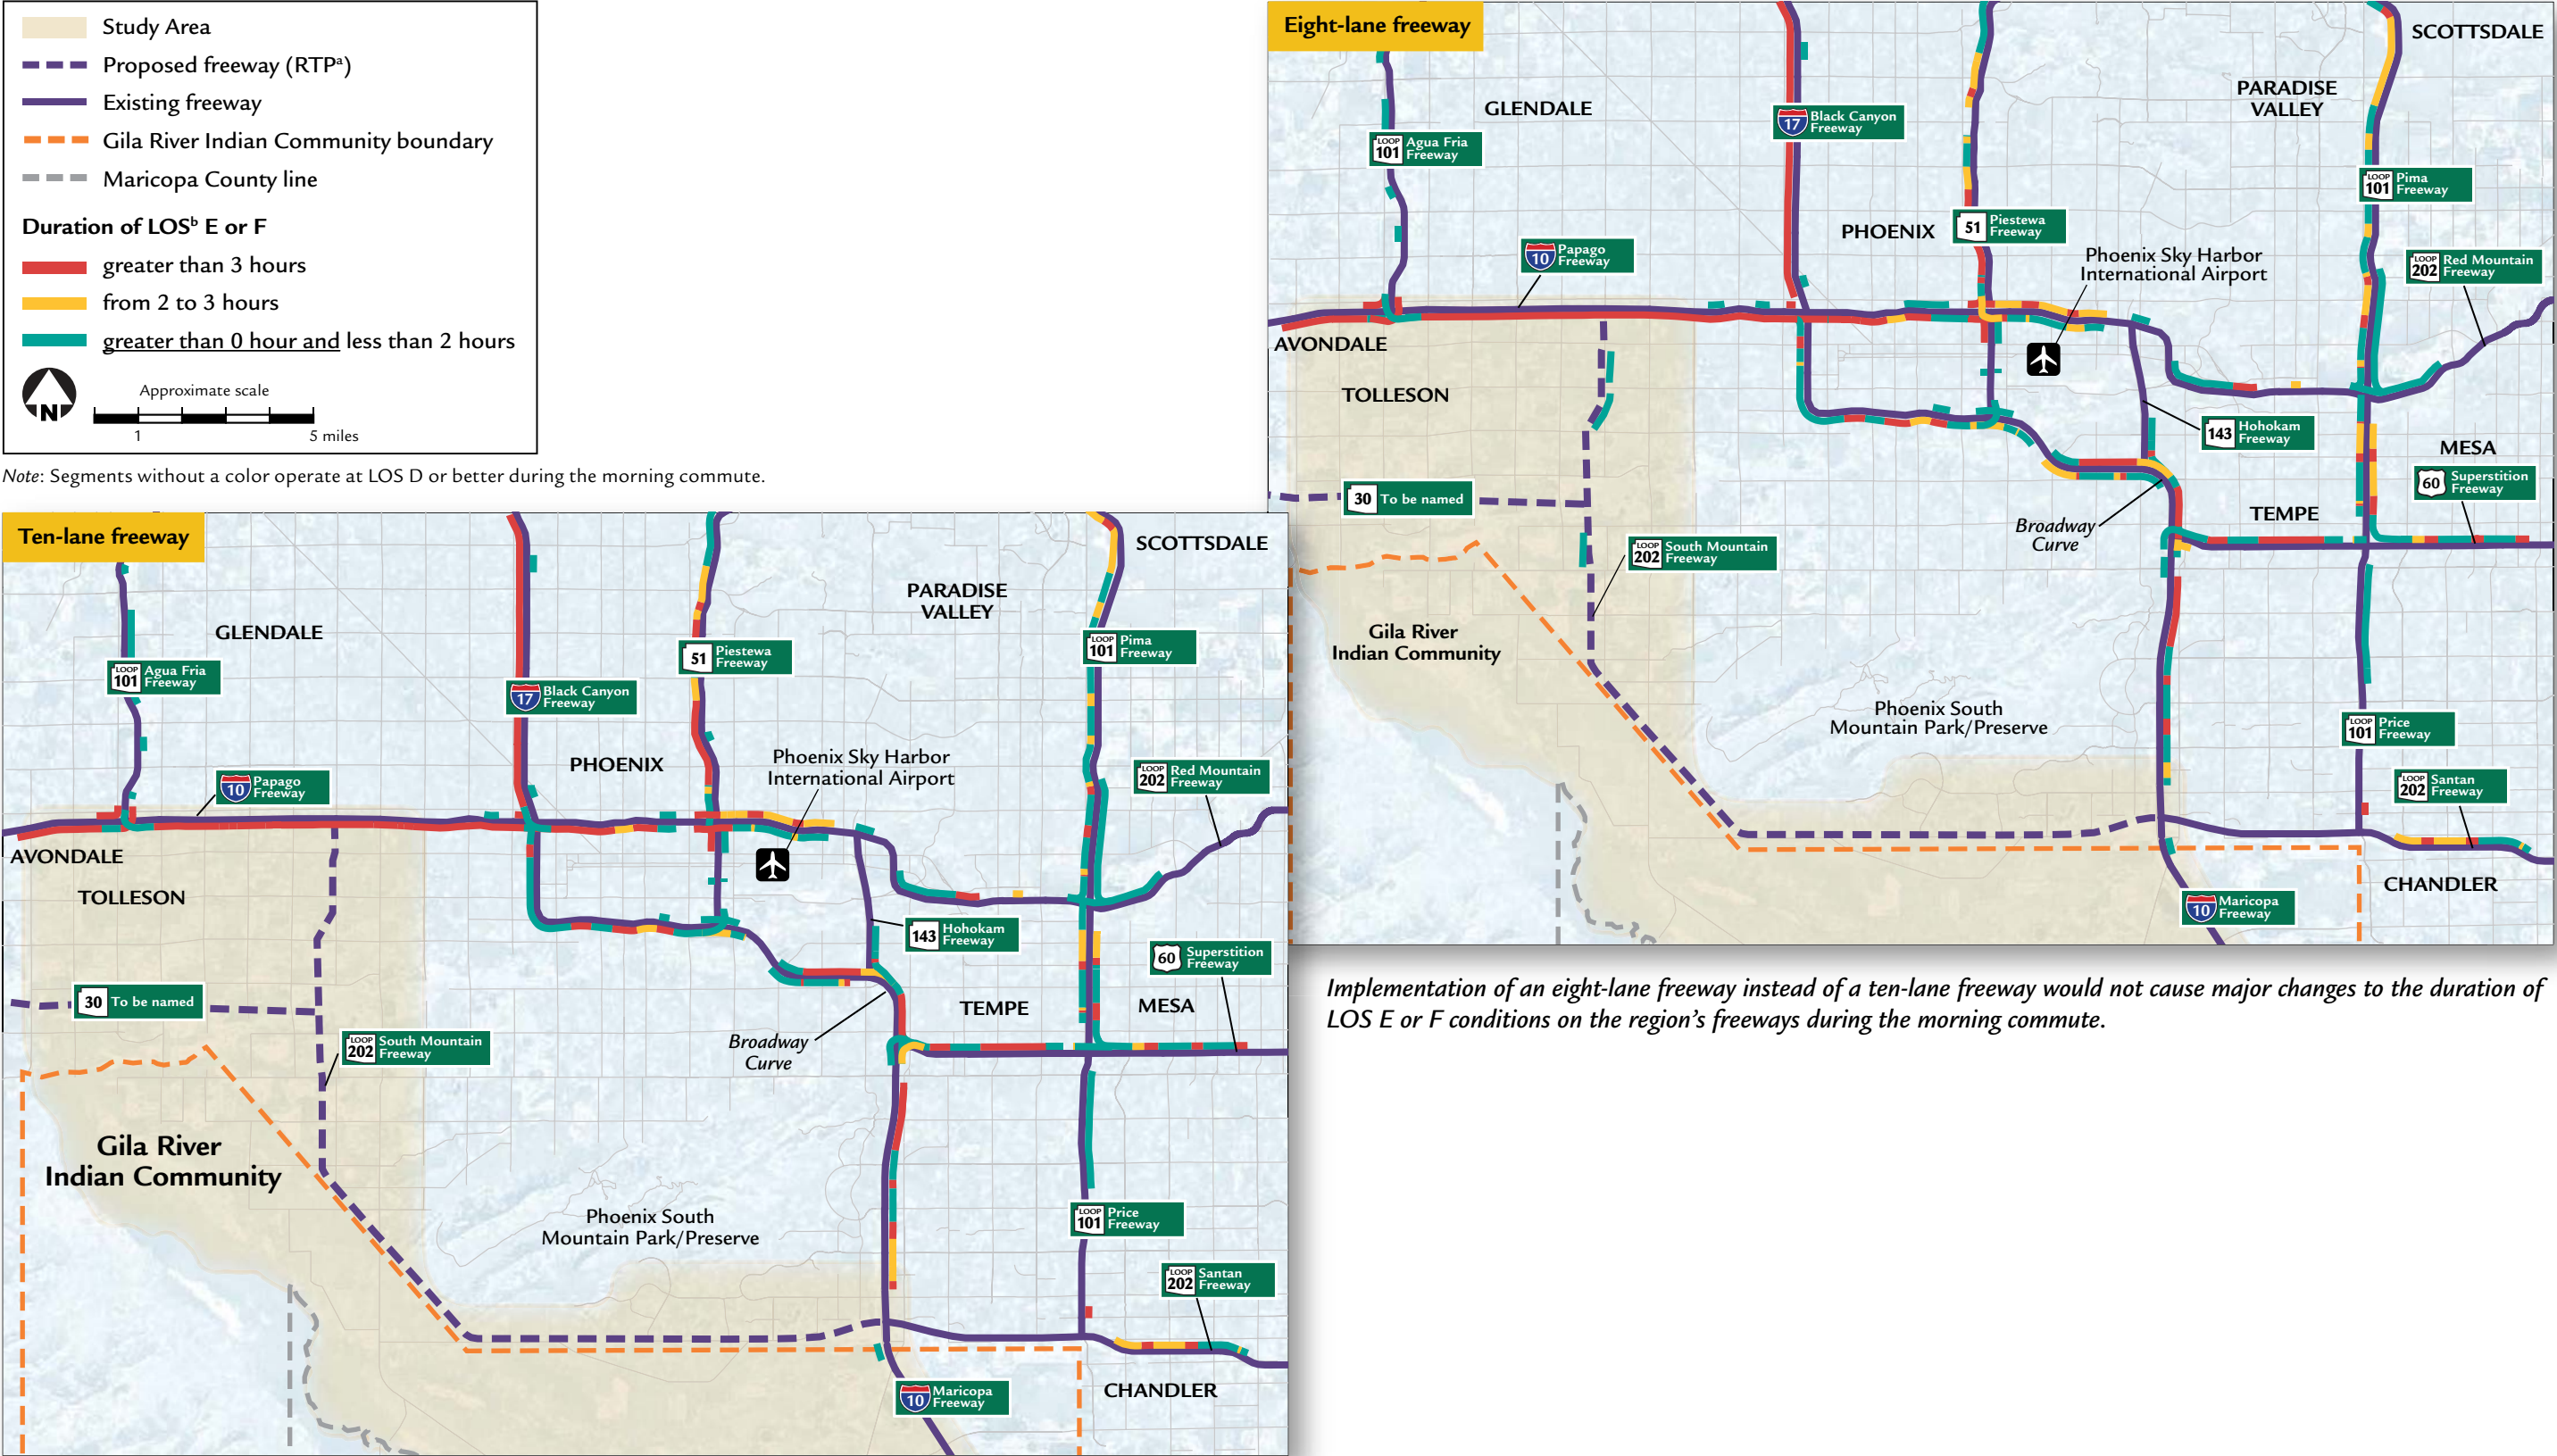 Study Area
Proposed freeway (RTPª)
Existing freeway
Gila River Indian Community boundary
Maricopa County line
Duration of LOSᵇ E or F
greater than 3 hours
from 2 to 3 hours
greater than 0 hour and less than 2 hours
N
Approximate scale
1
5 miles
Note: Segments without a color operate at LOS D or better during the morning commute.
Eight-lane freeway
SCOTTSDALE
PARADISE
VALLEY
GLENDALE
17 Black Canyon
Freeway
LOOP
101 Agua Fria
Freeway
LOOP
101 Pima
Freeway
51 Piestewa
Freeway
PHOENIX
10 Papago
Freeway
Phoenix Sky Harbor
International Airport
LOOP
202 Red Mountain
Freeway
AVONDALE
TOLLESON
143 Hohokam
Freeway
MESA
60 Superstition
Freeway
30 To be named
TEMPE
Broadway
Curve
LOOP
202 South Mountain
Freeway
Gila River
Indian Community
Phoenix South
Mountain Park/Preserve
LOOP
101 Price
Freeway
LOOP
202 Santan
Freeway
CHANDLER
10 Maricopa
Freeway
Ten-lane freeway
SCOTTSDALE
PARADISE
VALLEY
GLENDALE
LOOP
101 Pima
Freeway
51 Piestewa
Freeway
LOOP
101 Agua Fria
Freeway
17 Black Canyon
Freeway
PHOENIX
Phoenix Sky Harbor
International Airport
LOOP
202 Red Mountain
Freeway
10 Papago
Freeway
AVONDALE
TOLLESON
143 Hohokam
Freeway
60 Superstition
Freeway
30 To be named
TEMPE
MESA
Broadway
Curve
LOOP
202 South Mountain
Freeway
Gila River
Indian Community
Phoenix South
Mountain Park/Preserve
LOOP
101 Price
Freeway
LOOP
202 Santan
Freeway
CHANDLER
10 Maricopa
Freeway
Implementation of an eight-lane freeway instead of a ten-lane freeway would not cause major changes to the duration of
LOS E or F conditions on the region’s freeways during the morning commute.